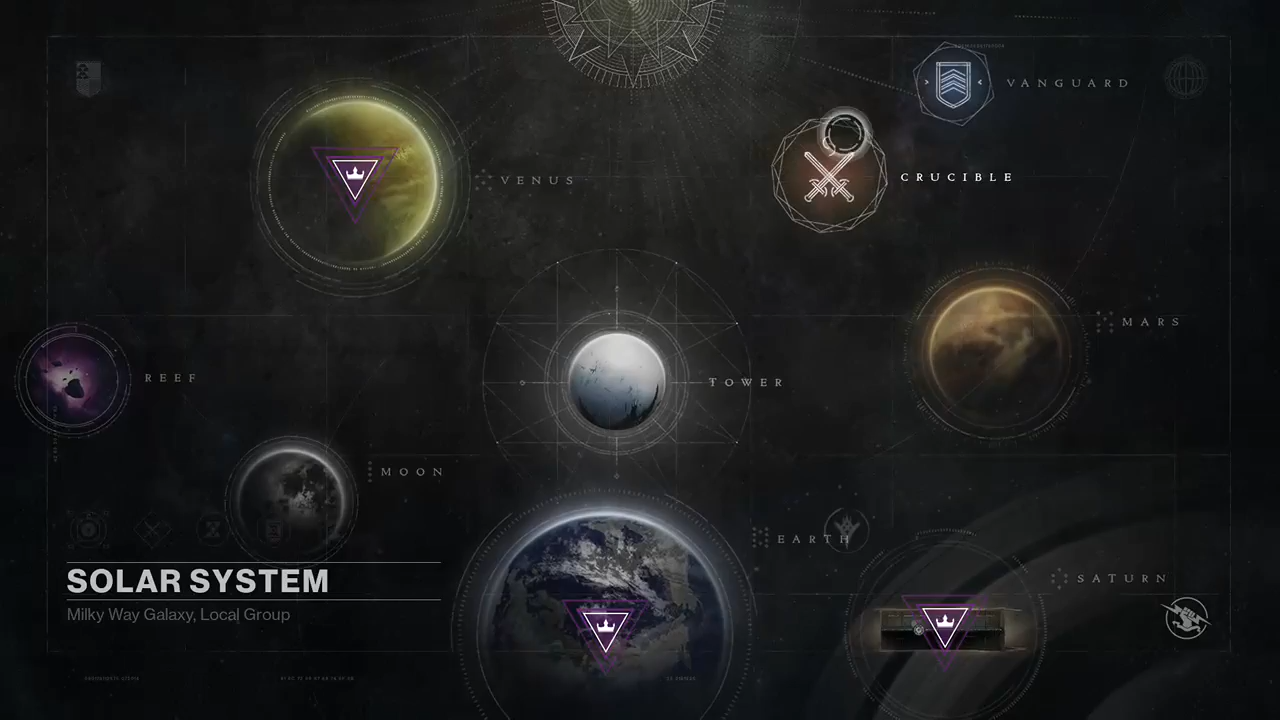 VANGUARD
CRUCIBLE
VENUS
MARS
REEF
TOWER
MOON
EARTH
SATURN
SOLAR SYSTEM
Milky Way Galaxy, Local Group